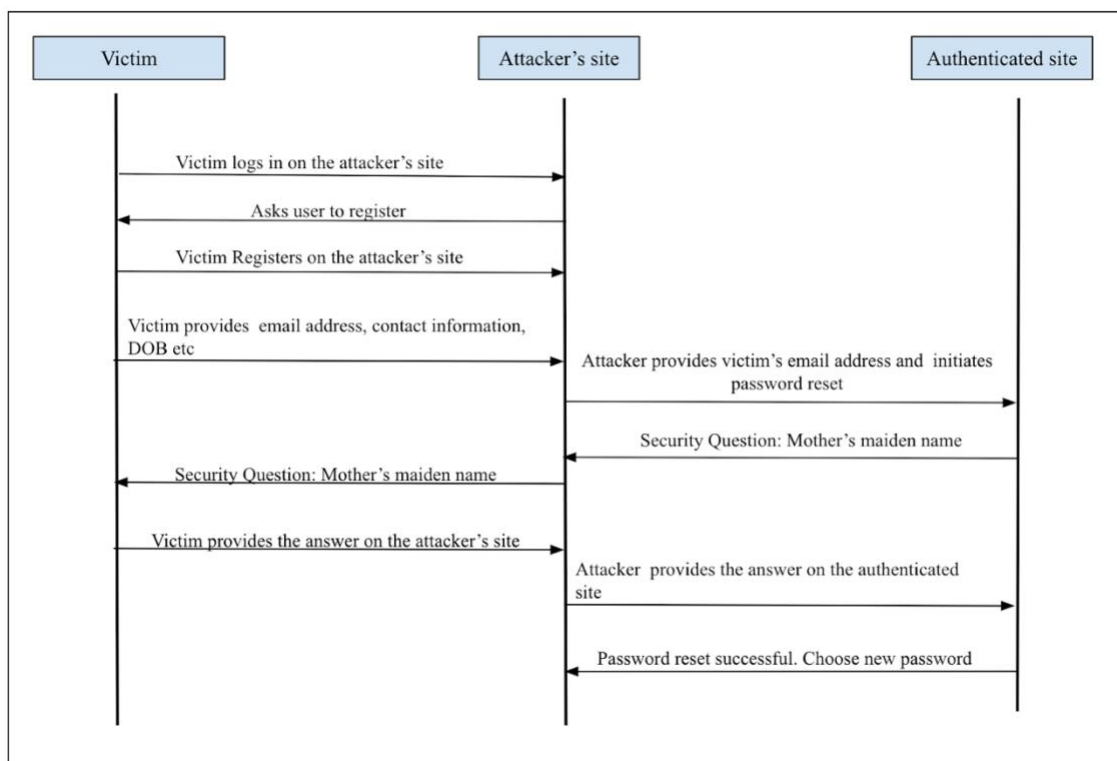 Victim
Attacker’s site
Authenticated site
Victim logs in on the attacker’s site
Asks user to register
Victim Registers on the attacker’s site
Victim provides email address, contact information,
DOB etc
Attacker provides victim’s email address and initiates
password reset
Security Question: Mother’s maiden name
Security Question: Mother’s maiden name
Victim provides the answer on the attacker’s site
Attacker provides the answer on the authenticated
site
Password reset successful. Choose new password